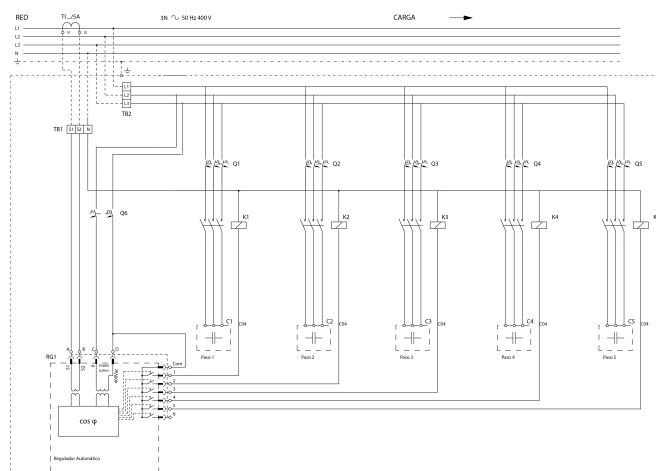 RED
TI.../5A
3N ∿ 50 Hz 400 V
CARGA
L1
L2
L3
N
S1
S2
L1
L2
L3
TB2
TB1
S1
S2
N
Q1
Q2
Q3
Q4
Q5
Q6
K1
K2
K3
K4
C1
C04
C2
C04
C3
C04
C4
C04
C5
C04
Paso 1
Paso 2
Paso 3
Paso 4
Paso 5
RG1
A
B
C
D
S1
S2
Power
400Vac
Com
1
2
3
4
5
6
cos φ
Regulador Automático